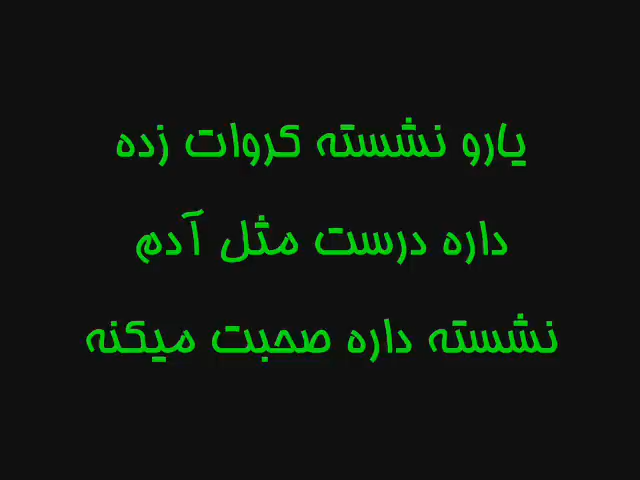 یارو نشسته کروات زده
داره درست مثل آدم
نشسته داره صحبت میکنه